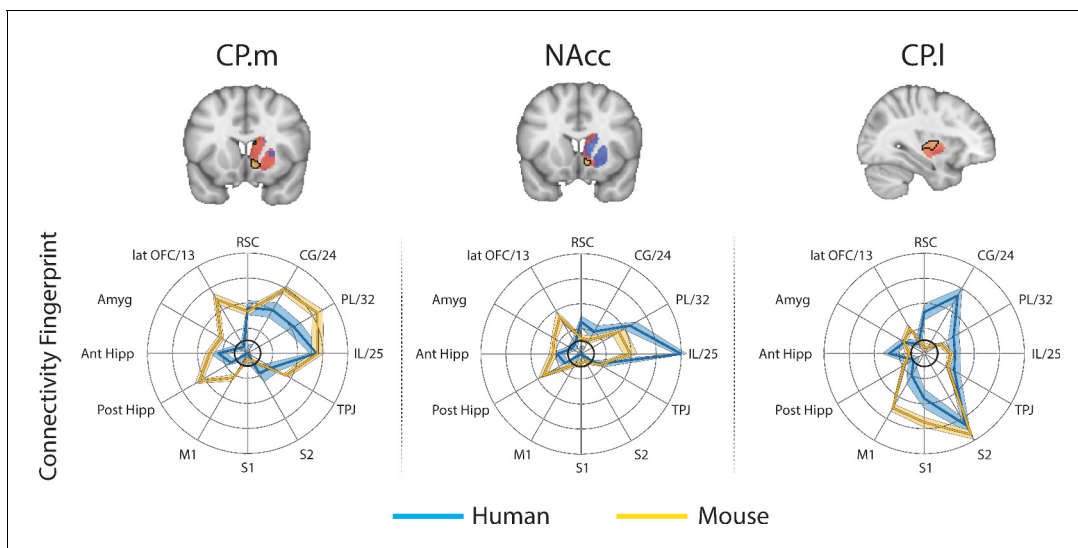 CP.m
NAcc
CP.l
Connectivity Fingerprint
RSC
CG/24
PL/32
IL/25
TPJ
S2
S1
M1
Post Hipp
Ant Hipp
Amyg
lat OFC/13
RSC
CG/24
PL/32
IL/25
TPJ
S2
S1
M1
Post Hipp
Ant Hipp
Amyg
lat OFC/13
RSC
CG/24
PL/32
IL/25
TPJ
S2
S1
M1
Post Hipp
Ant Hipp
Amyg
lat OFC/13
Human
Mouse